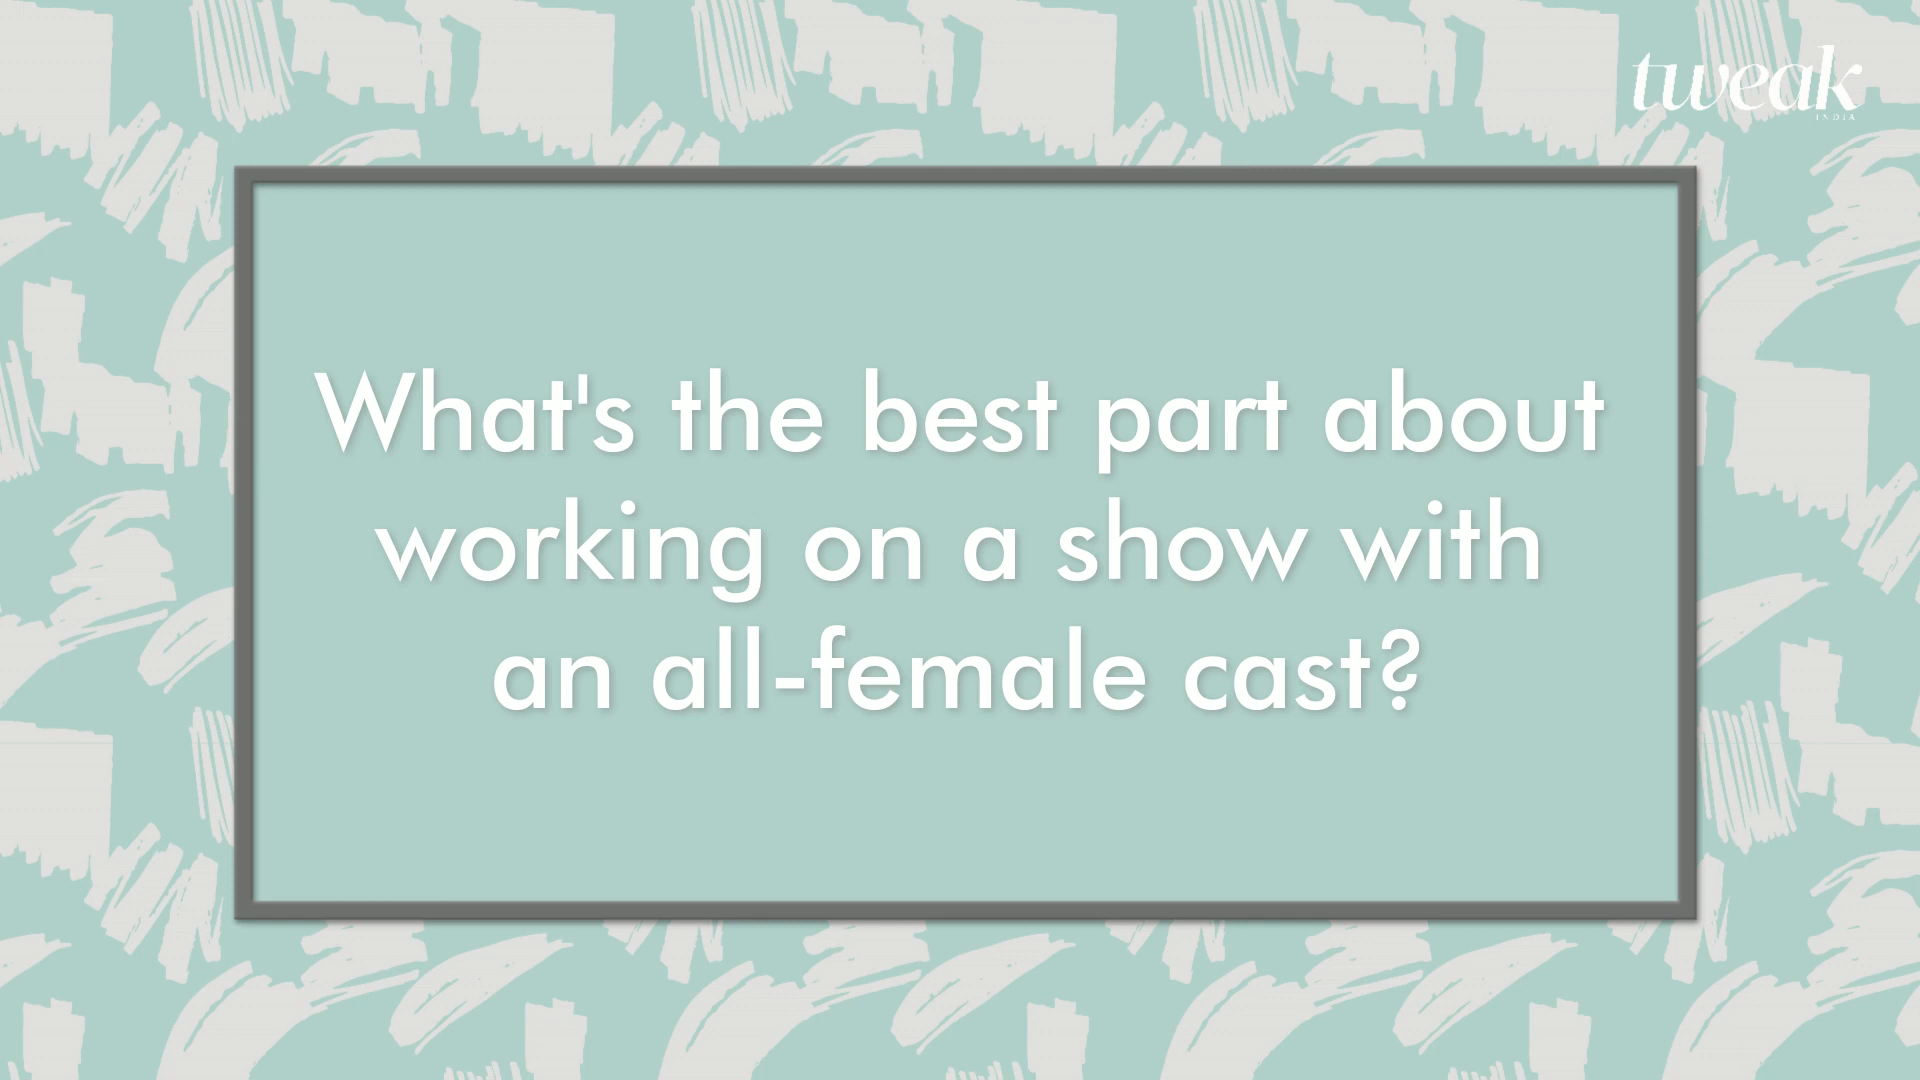 tweak
INDIA
What's the best part about
working on a show with
an all-female cast?